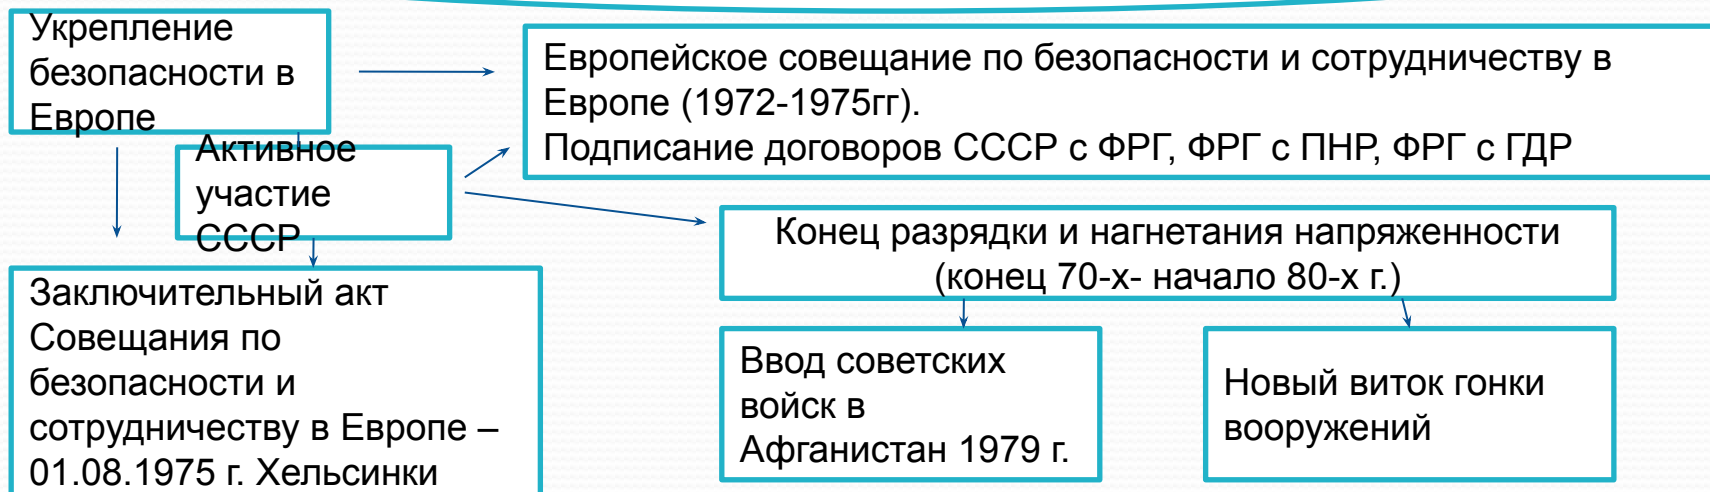 Укрепление
безопасности в
Европе
Европейское совещание по безопасности и сотрудничеству в
Европе (1972-1975гг).
Подписание договоров СССР с ФРГ, ФРГ с ПНР, ФРГ с ГДР
Активное
участие
СССР
Конец разрядки и нагнетания напряженности
(конец 70-х- начало 80-х г.)
Заключительный акт
Совещания по
безопасности и
сотрудничеству в Европе –
01.08.1975 г. Хельсинки
Ввод советских
войск в
Афганистан 1979 г.
Новый виток гонки
вооружений